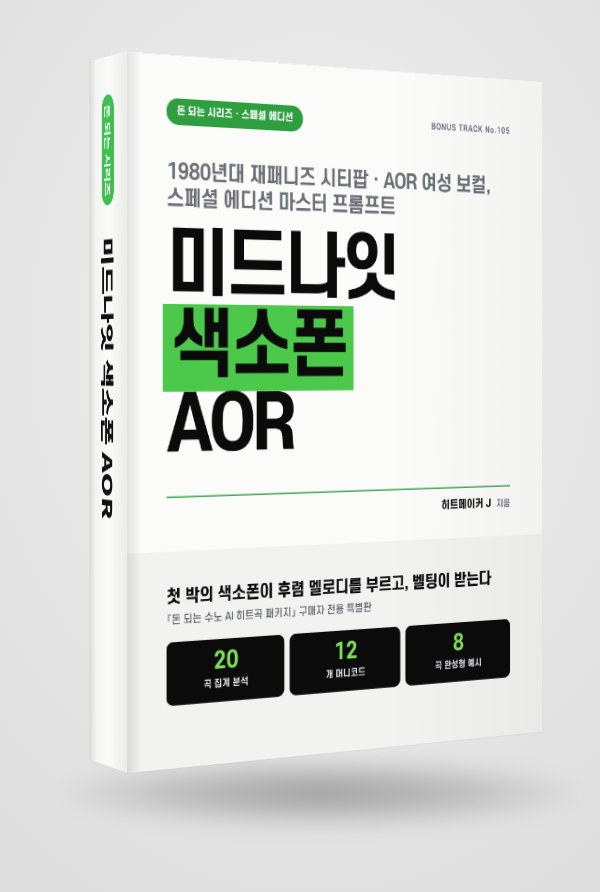 돈 되는 시리즈
미드나잇 색소폰 AOR
돈 되는 시리즈 · 스페셜 에디션
BONUS TRACK No.105
1980년대 재패니즈 시티팝 · AOR 여성 보컬,
스페셜 에디션 마스터 프롬프트
미드나잇
색소폰
AOR
히트메이커 J 지음
첫 박의 색소폰이 후렴 멜로디를 부르고, 벨팅이 받는다
『돈 되는 수노 AI 히트곡 패키지』 구매자 전용 특별판
20
곡 집계 분석
12
개 머니코드
8
곡 완성형 예시